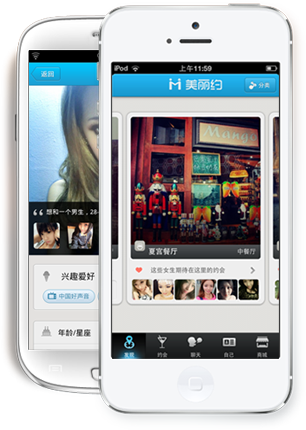 返回
想和一个男生，28-
兴趣爱好
中国好声音
年龄/星座
iPod
上午11:59
M 美丽约
分类
夏宫餐厅
中餐厅
这些女生期待在这里约会
发现
约会
聊天
自己
商城